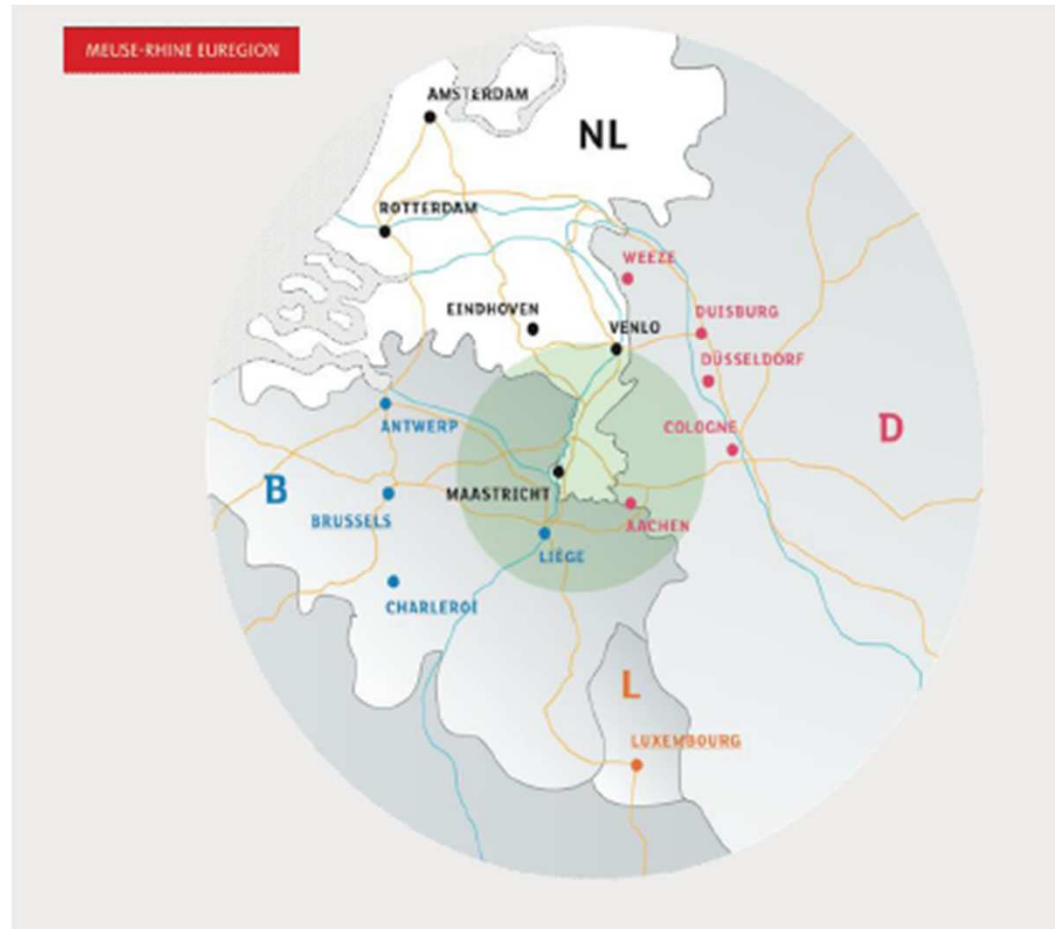 MEUSE-RHINE EUREGION
AMSTERDAM
NL
ROTTERDAM
WEEZE
EINDHOVEN
VENLO
DUISBURG
DÜSSELDORF
ANTWERP
COLOGNE
D
B
MAASTRICHT
BRUSSELS
AACHEN
LIÈGE
CHARLEROI
L
LUXEMBOURG